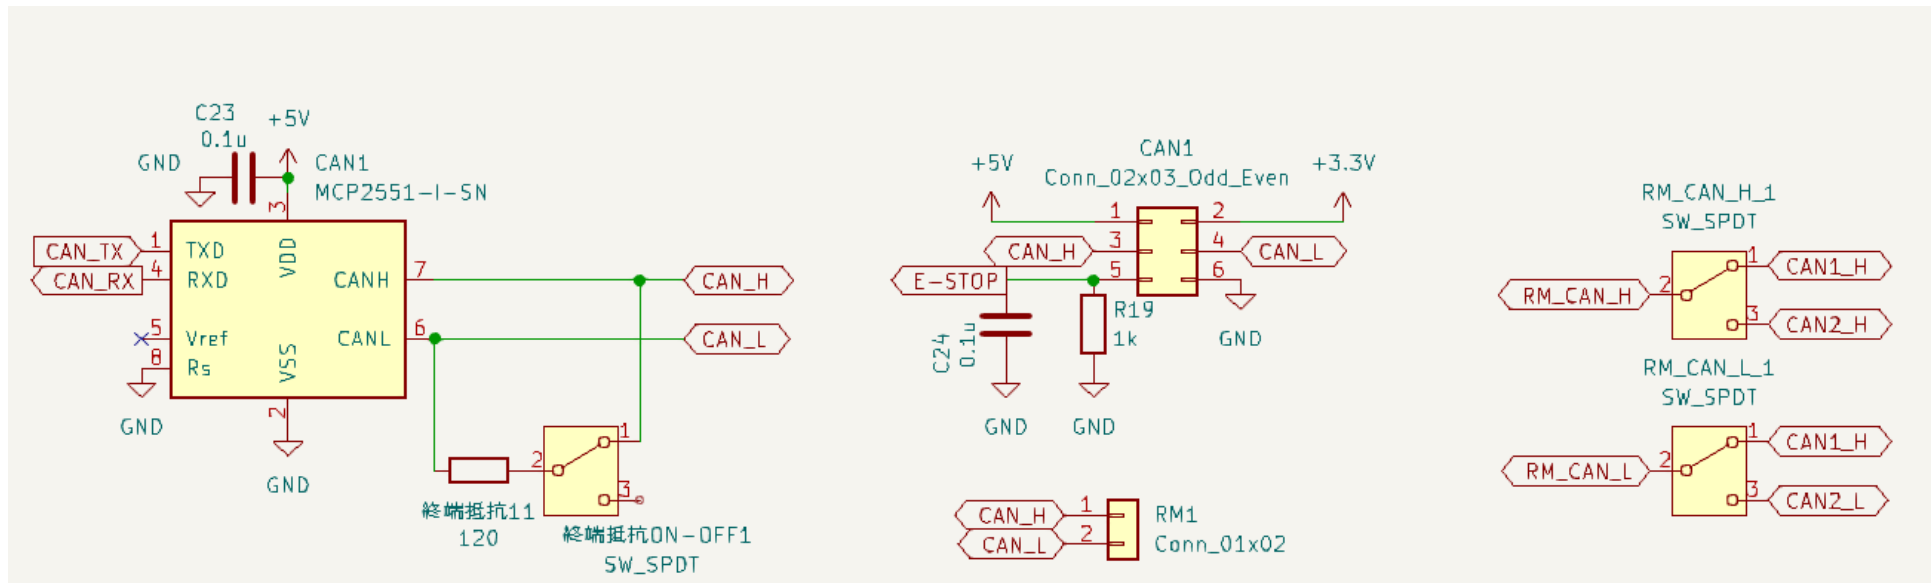 C23
0.1u
+5V
GND
CAN1
MCP2551-I-SN
3
CAN_TX
1
TXD
VDD
CAN_RX
4
RXD
CANH
7
CAN_H
5
Vref
CANL
6
CAN_L
8
Rs
VSS
GND
2
GND
終端抵抗11
120
2
1
3
終端抵抗ON-OFF1
SW_SPDT
CAN1
Conn_02x03_Odd_Even
+5V
+3.3V
1
2
CAN_H
3
4
CAN_L
E-STOP
5
6
GND
R19
1k
C24
0.1u
GND
GND
CAN_H
1
CAN_L
2
RM1
Conn_01x02
RM_CAN_H_1
SW_SPDT
RM_CAN_H
2
1
CAN1_H
3
CAN2_H
RM_CAN_L_1
SW_SPDT
RM_CAN_L
2
1
CAN1_H
3
CAN2_L